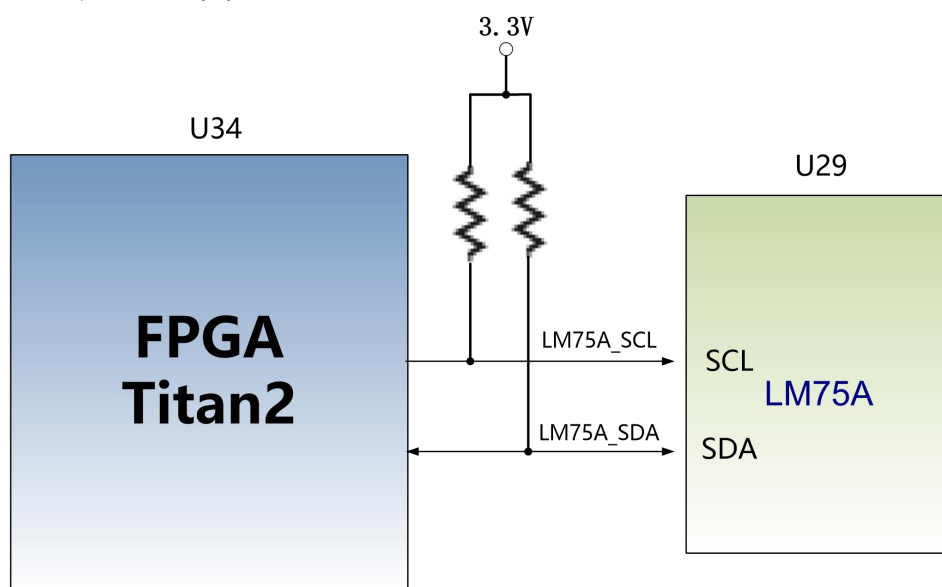 3.3V
U34
U29
FPGA
Titan2
LM75A_SCL
SCL
LM75A
LM75A_SDA
SDA